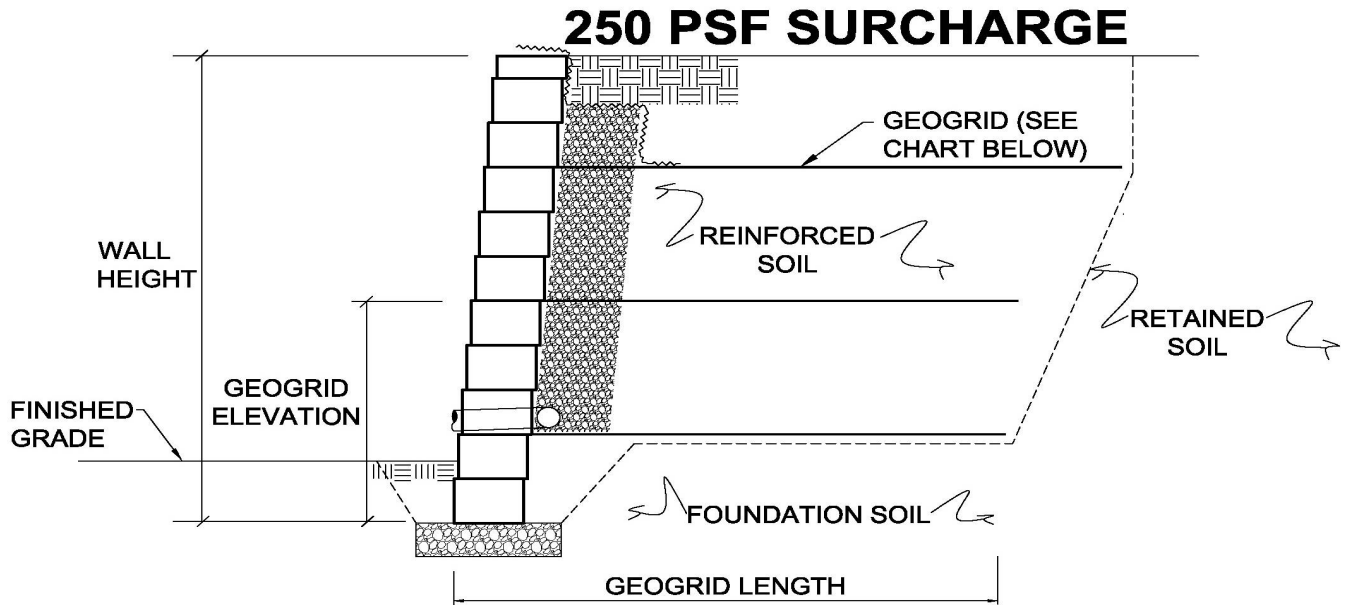 250 PSF SURCHARGE
GEOGRID (SEE
CHART BELOW)
WALL
HEIGHT
REINFORCED
SOIL
RETAINED
SOIL
GEOGRID
ELEVATION
FINISHED
GRADE
FOUNDATION SOIL
GEOGRID LENGTH